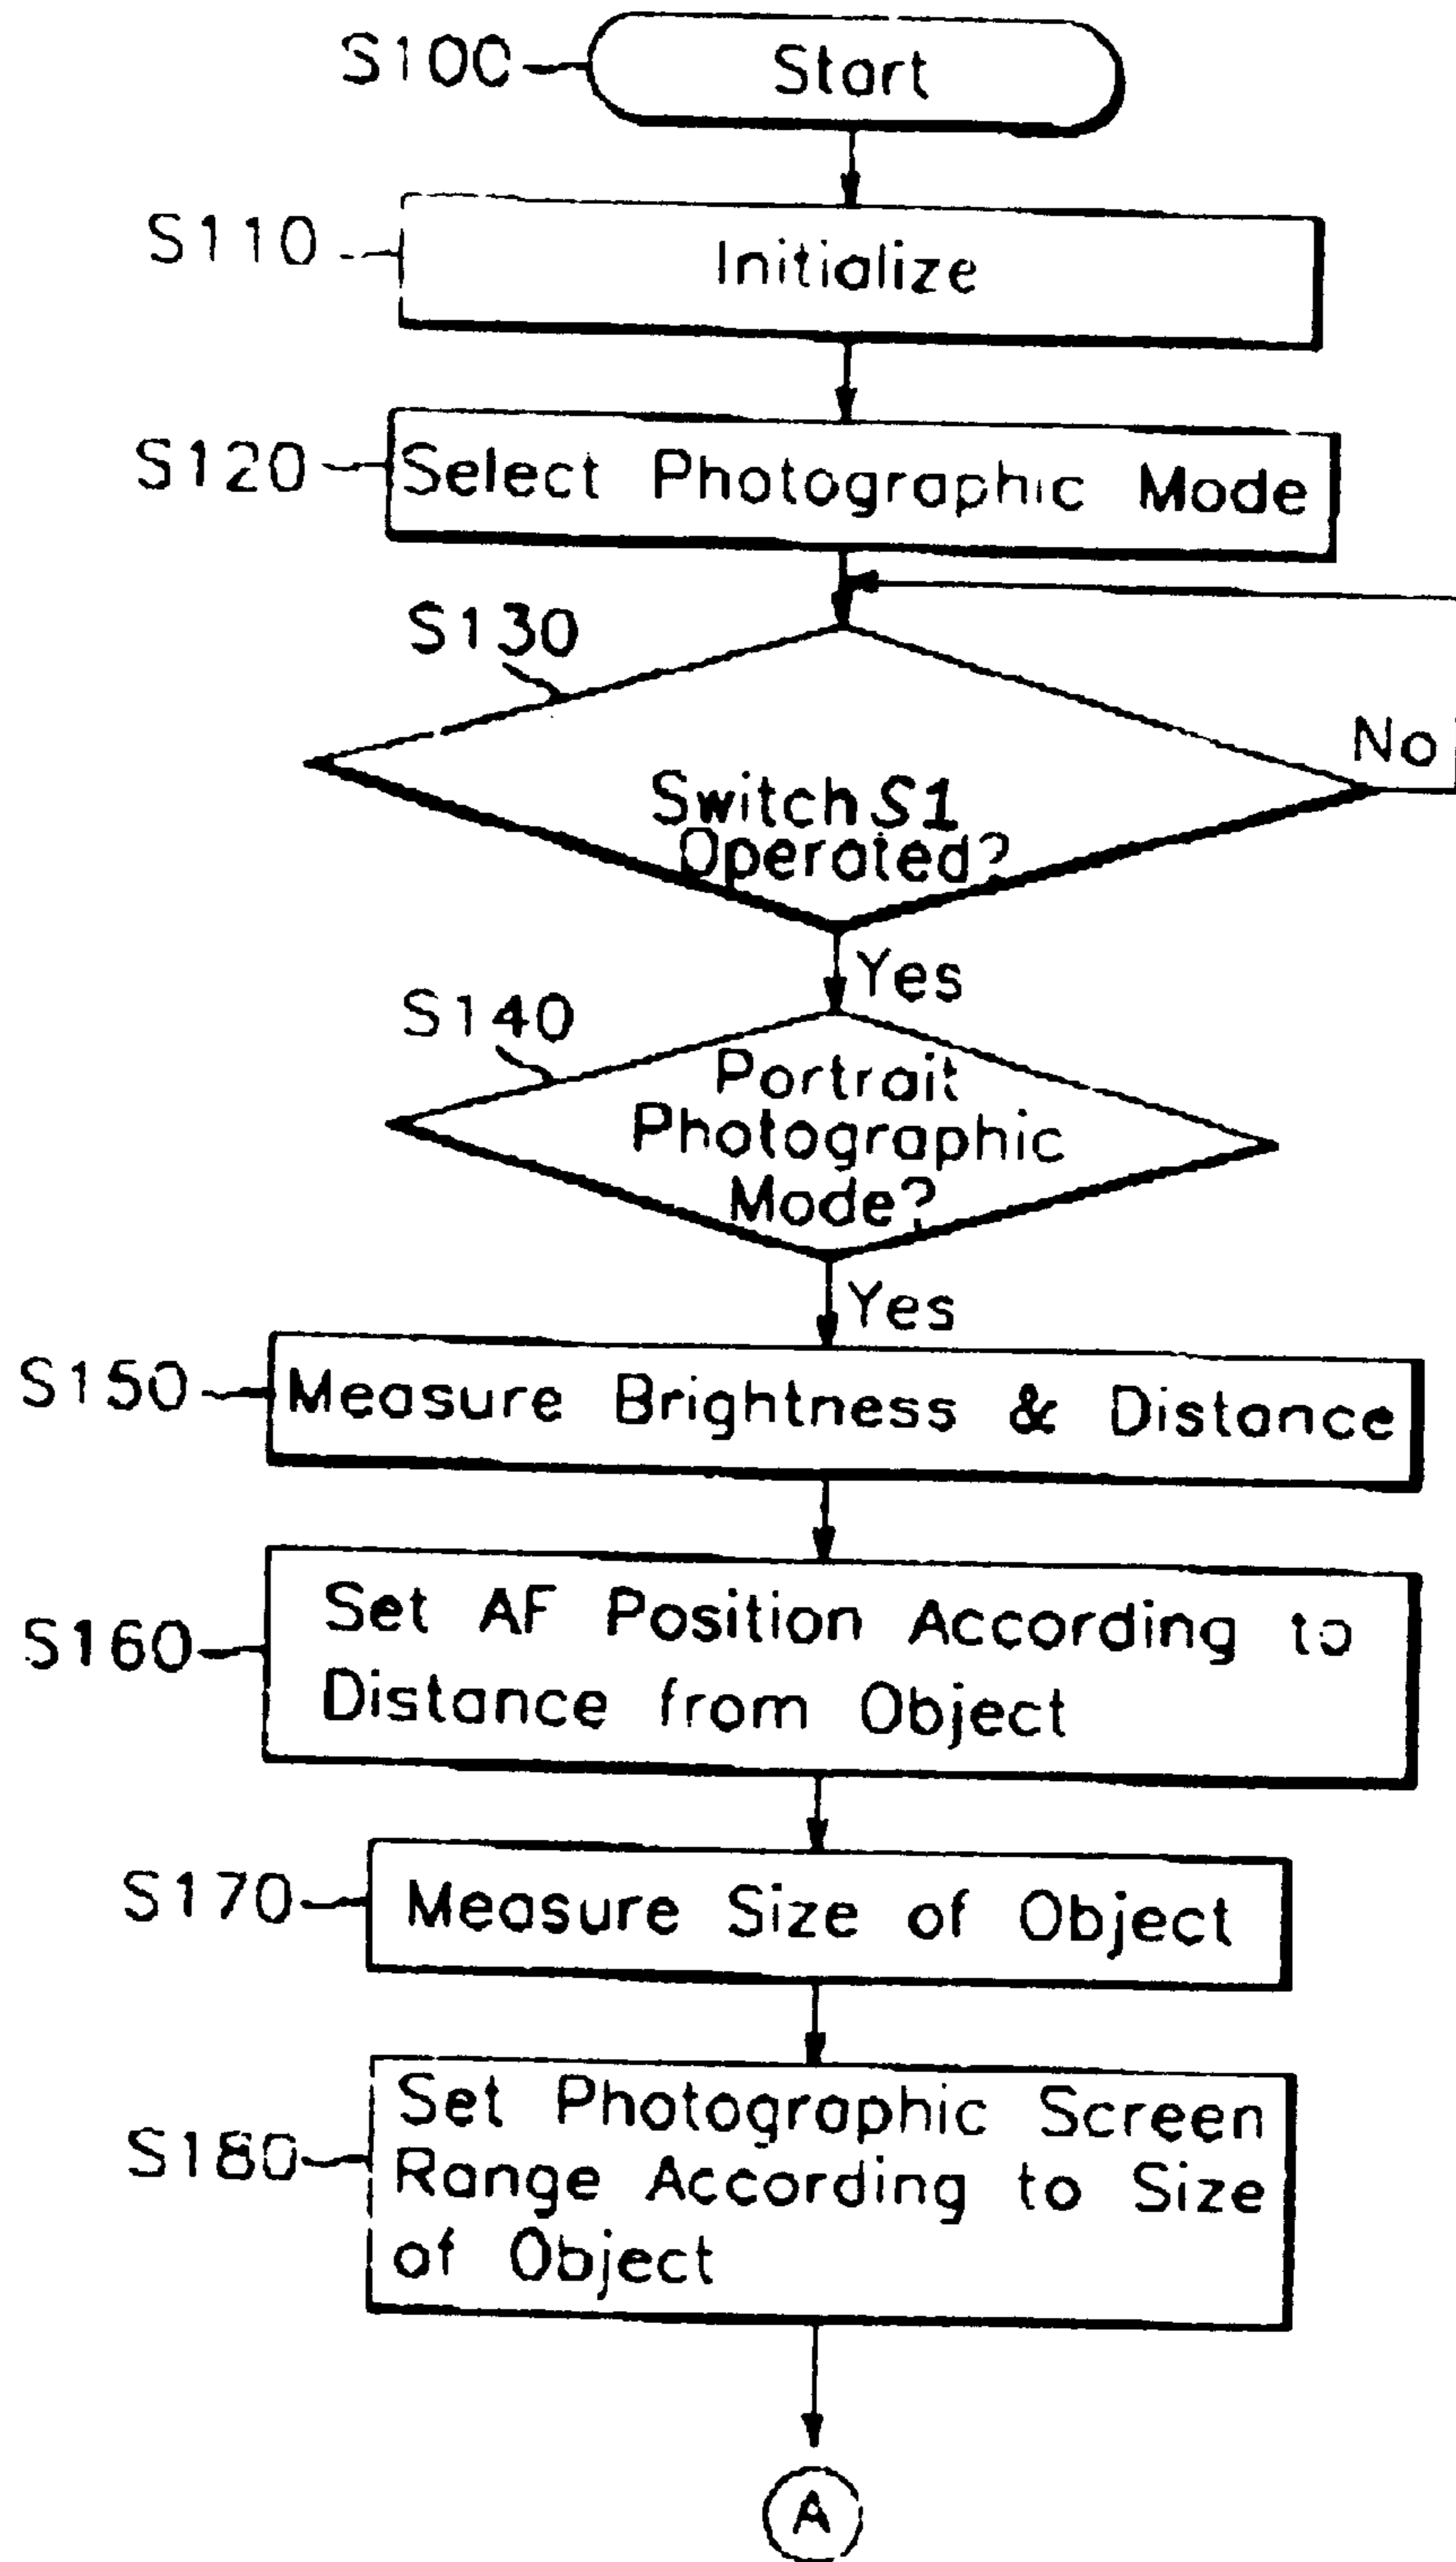 S100
Start
S110
Initialize
S120
Select Photographic Mode
S130
No
Switch S1
Operated?
Yes
S140
Portrait
Photographic
Mode?
Yes
S150
Measure Brightness & Distance
S160
Set AF Position According to
Distance from Object
S170
Measure Size of Object
S180
Set Photographic Screen
Range According to Size
of Object
A